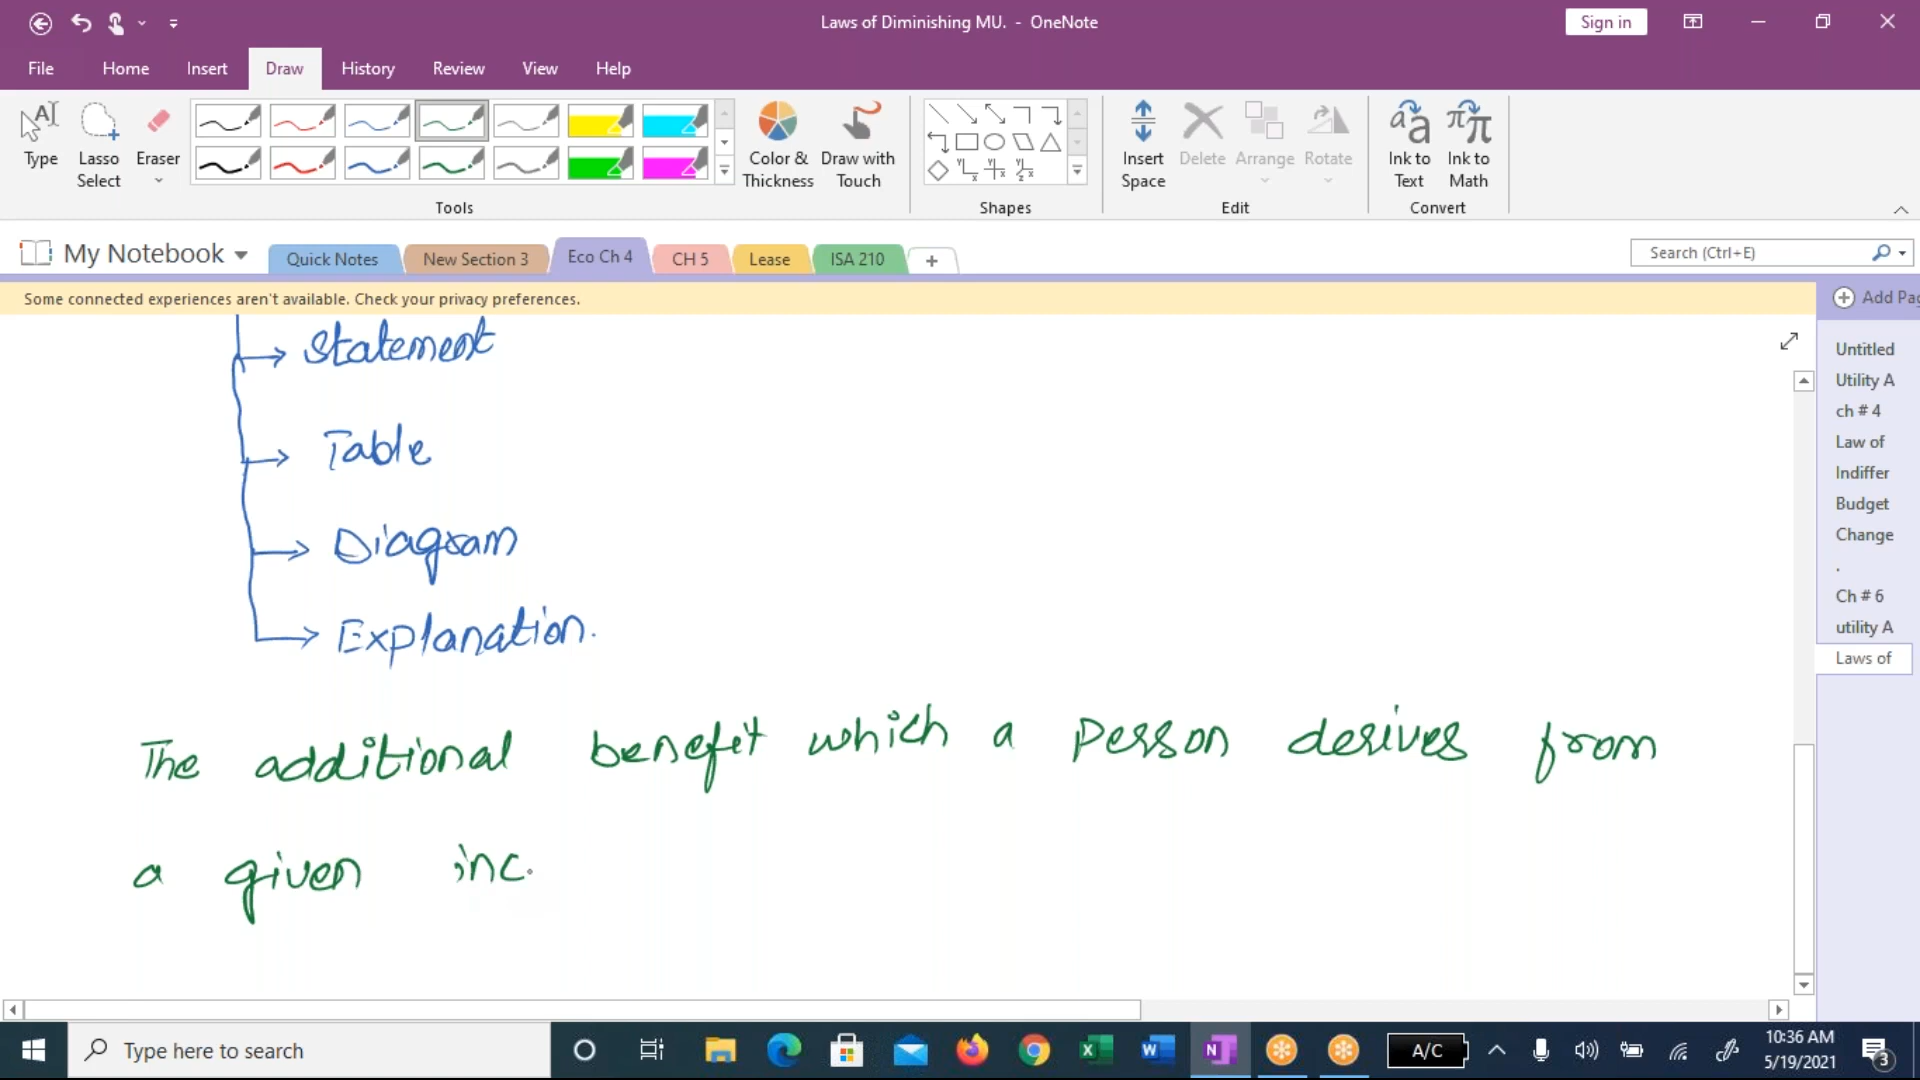 Laws of Diminishing MU. - OneNote
Sign in
File Home Insert Draw History Review View Help
Type
Lasso Select
Eraser
Color & Thickness
Draw with Touch
Insert Space
Delete
Arrange
Rotate
Ink to Text
Ink to Math
Tools
Shapes
Edit
Convert
My Notebook
Quick Notes
New Section 3
Eco Ch 4
CH 5
Lease
ISA 210
+
Search (Ctrl+E)
Some connected experiences aren't available. Check your privacy preferences.
Add Pag
Untitled
Utility A
ch # 4
Law of
Indiffer
Budget
Change
.
Ch # 6
utility A
Laws of
Statement
Table
Diagram
Explanation.
The additional benefit which a person derives from
a given inc
Type here to search
A/C
10:36 AM
5/19/2021
3